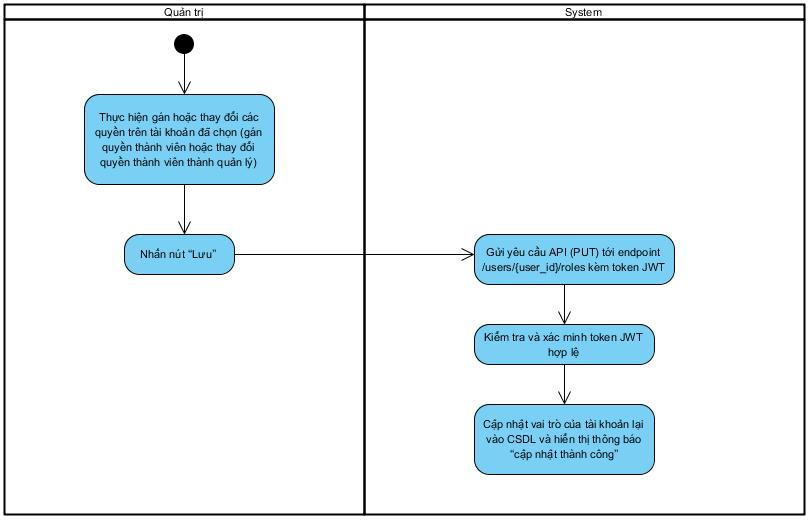 Quản trị
System
Thực hiện gán hoặc thay đổi các
quyền trên tài khoản đã chọn (gán
quyền thành viên hoặc thay đổi
quyền thành viên thành quản lý)
Nhấn nút “Lưu”
Gửi yêu cầu API (PUT) tới endpoint
/users/{user_id}/roles kèm token JWT
Kiểm tra và xác minh token JWT
hợp lệ
Cập nhật vai trò của tài khoản lại
vào CSDL và hiển thị thông báo
“cập nhật thành công”